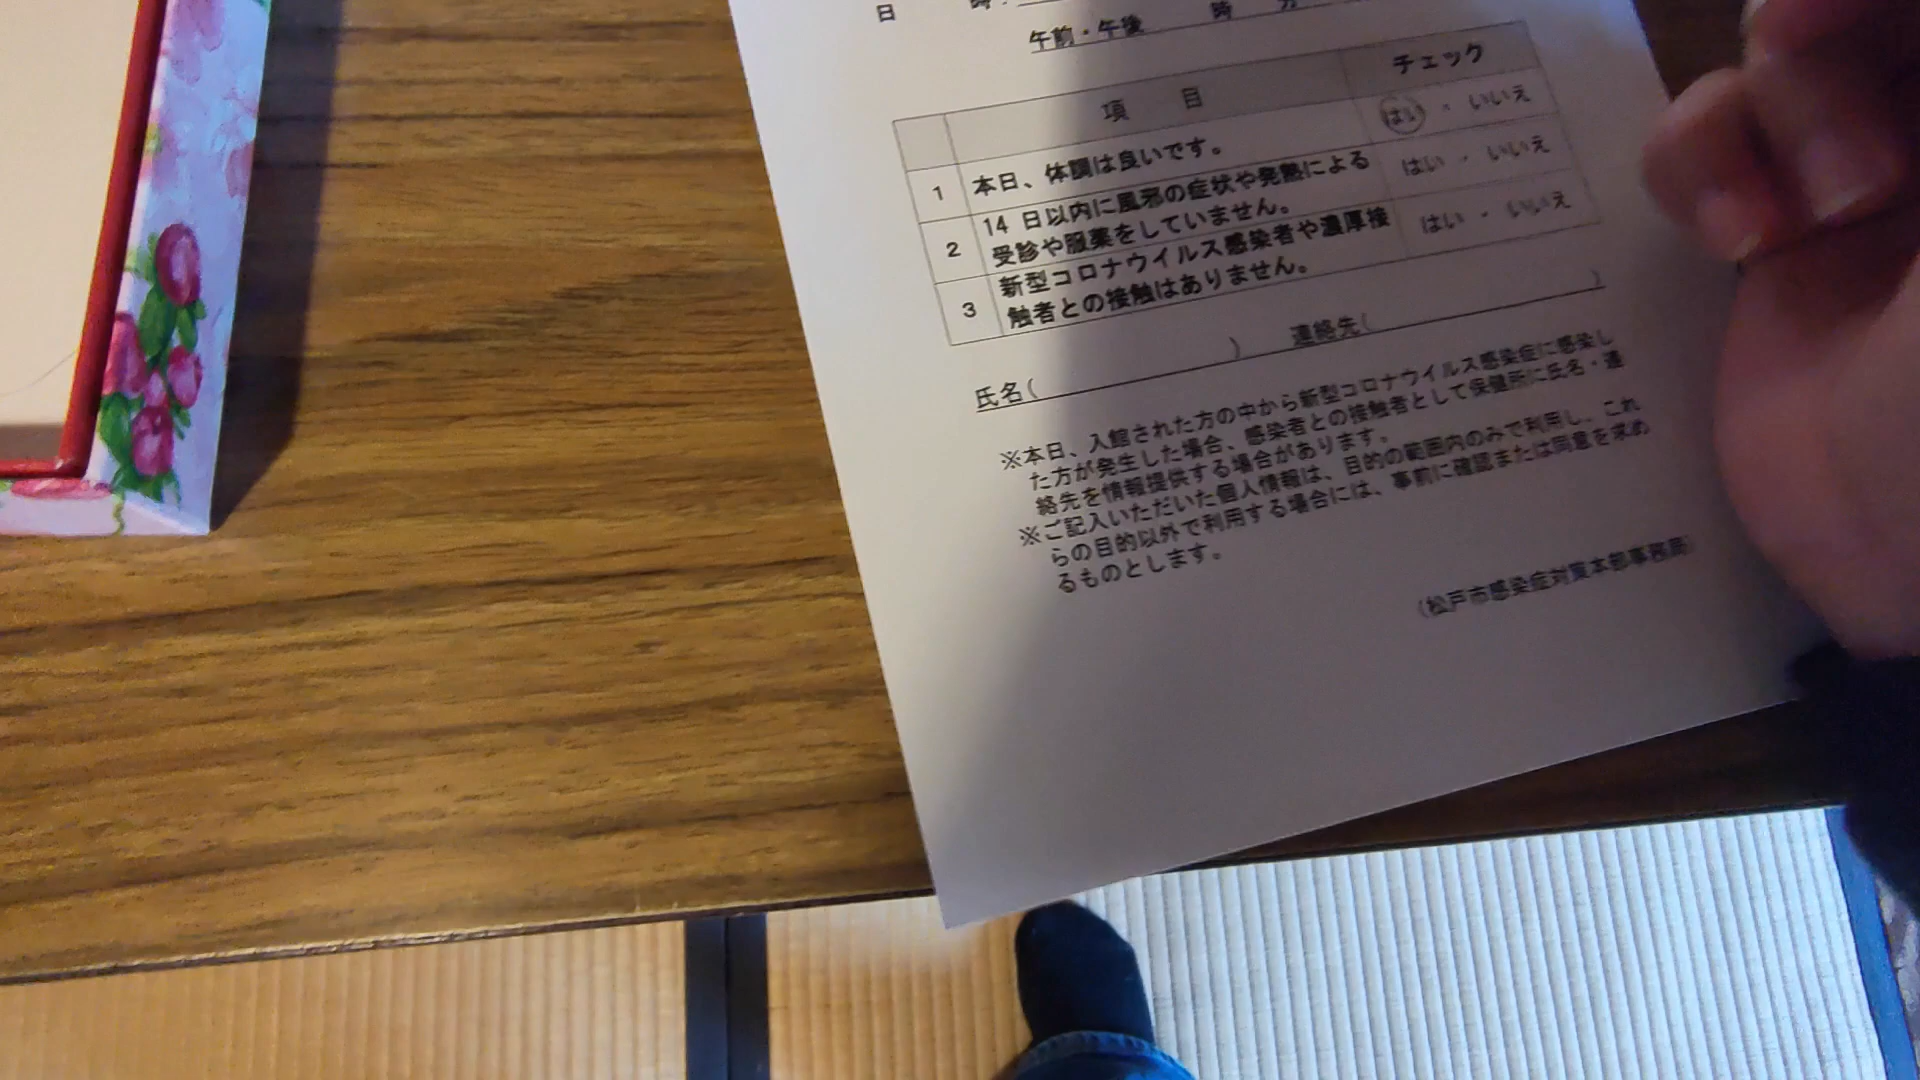 日　時:
午前・午後　時　分
項　目　チェック
1 本日、体調は良いです。 はい・いいえ
2 14 日以内に風邪の症状や発熱による はい・いいえ
受診や服薬をしていません。
3 新型コロナウイルス感染者や濃厚接 はい・いいえ
触者との接触はありません。
氏名(　　　)　連絡先(　　　)
※本日、入館された方の中から新型コロナウイルス感染症に感染し
た方が発生した場合、感染者との接触者として保健所に氏名・連
絡先を情報提供する場合があります。
※ご記入いただいた個人情報は、目的の範囲内のみで利用し、これ
らの目的以外で利用する場合には、事前に確認または同意を求め
るものとします。
(松戸市感染症対策本部事務局)